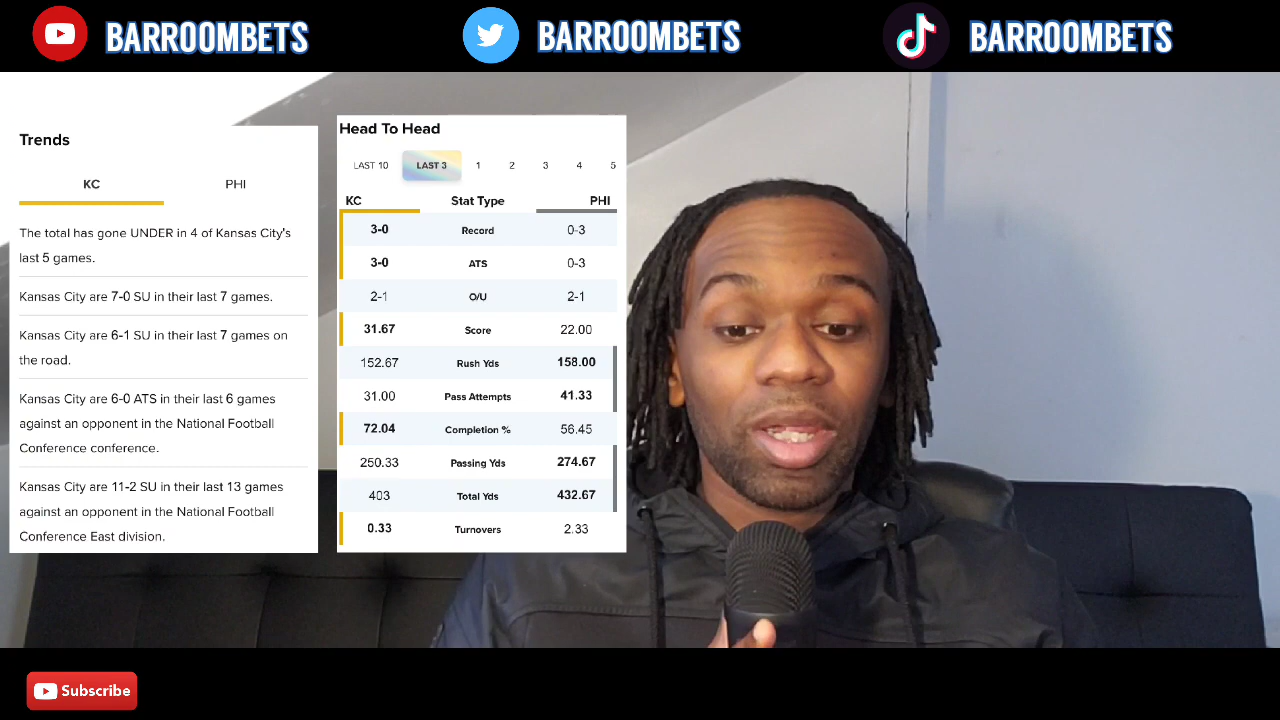 BARROOMBETS
BARROOMBETS
BARROOMBETS
Trends
KC PHI
The total has gone UNDER in 4 of Kansas City's
last 5 games.
Kansas City are 7-0 SU in their last 7 games.
Kansas City are 6-1 SU in their last 7 games on
the road.
Kansas City are 6-0 ATS in their last 6 games
against an opponent in the National Football
Conference conference.
Kansas City are 11-2 SU in their last 13 games
against an opponent in the National Football
Conference East division.
Head To Head
LAST 10 LAST 3 1 2 3 4 5
KC Stat Type PHI
3-0 Record 0-3
3-0 ATS 0-3
2-1 O/U 2-1
31.67 Score 22.00
152.67 Rush Yds 158.00
31.00 Pass Attempts 41.33
72.04 Completion % 56.45
250.33 Passing Yds 274.67
403 Total Yds 432.67
0.33 Turnovers 2.33
Subscribe